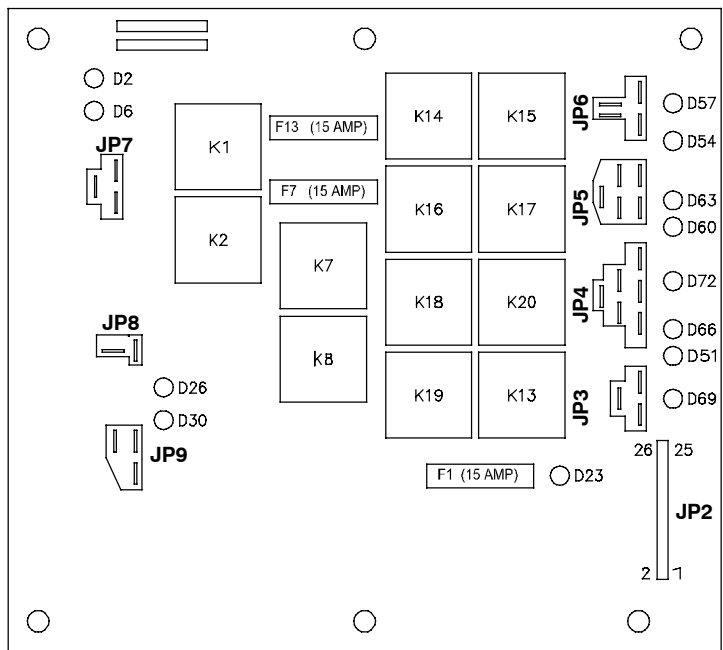 D2
D6
JP7
K1
F13 (15 AMP)
K14
K15
JP6
D57
D54
F7 (15 AMP)
K2
K16
K17
JP5
D63
D60
K7
K18
K20
JP4
D72
D66
D51
JP8
K8
D26
D30
K19
K13
JP3
D69
JP9
F1 (15 AMP)
D23
26 25
JP2
2 1